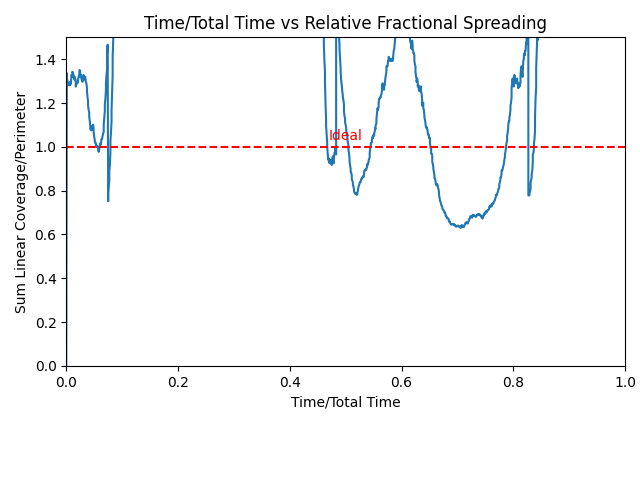 Time/Total Time vs Relative Fractional Spreading
Sum Linear Coverage/Perimeter
1.4
1.2
1.0
0.8
0.6
0.4
0.2
0.0
Ideal
0.0 0.2 0.4 0.6 0.8 1.0
Time/Total Time